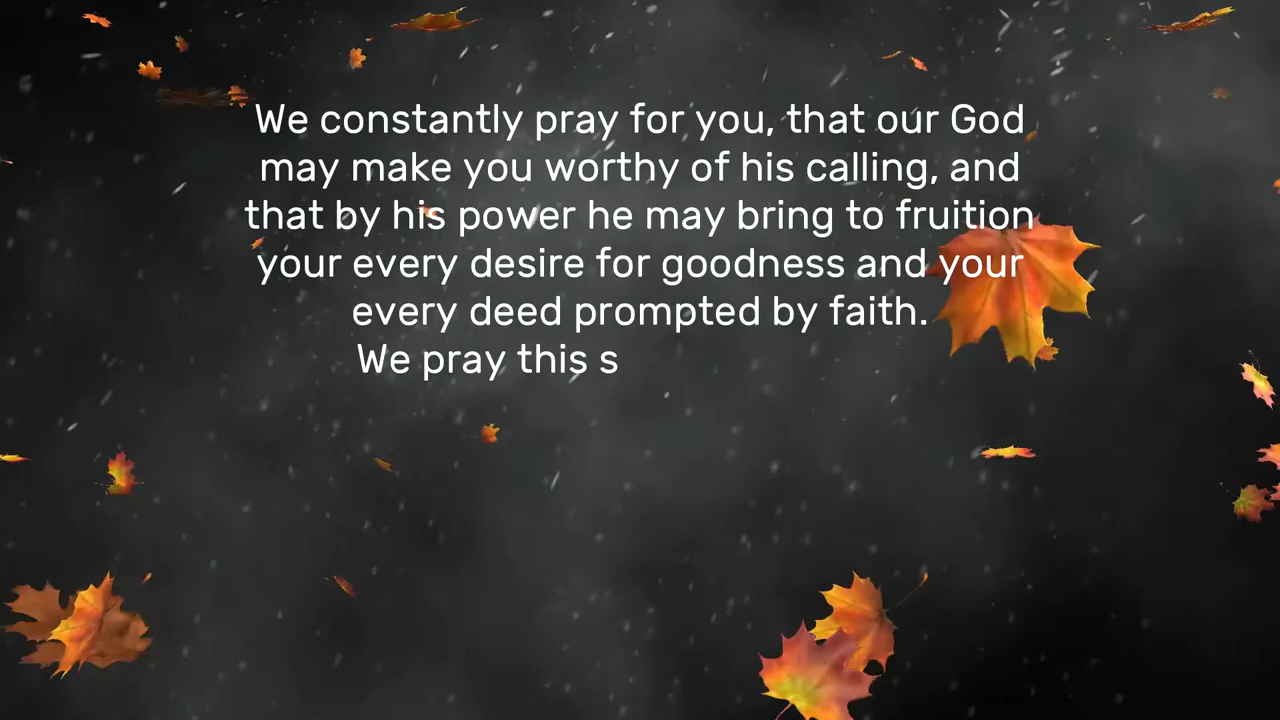 We constantly pray for you, that our God
may make you worthy of his calling, and
that by his power he may bring to fruition
your every desire for goodness and your
every deed prompted by faith.
We pray this s